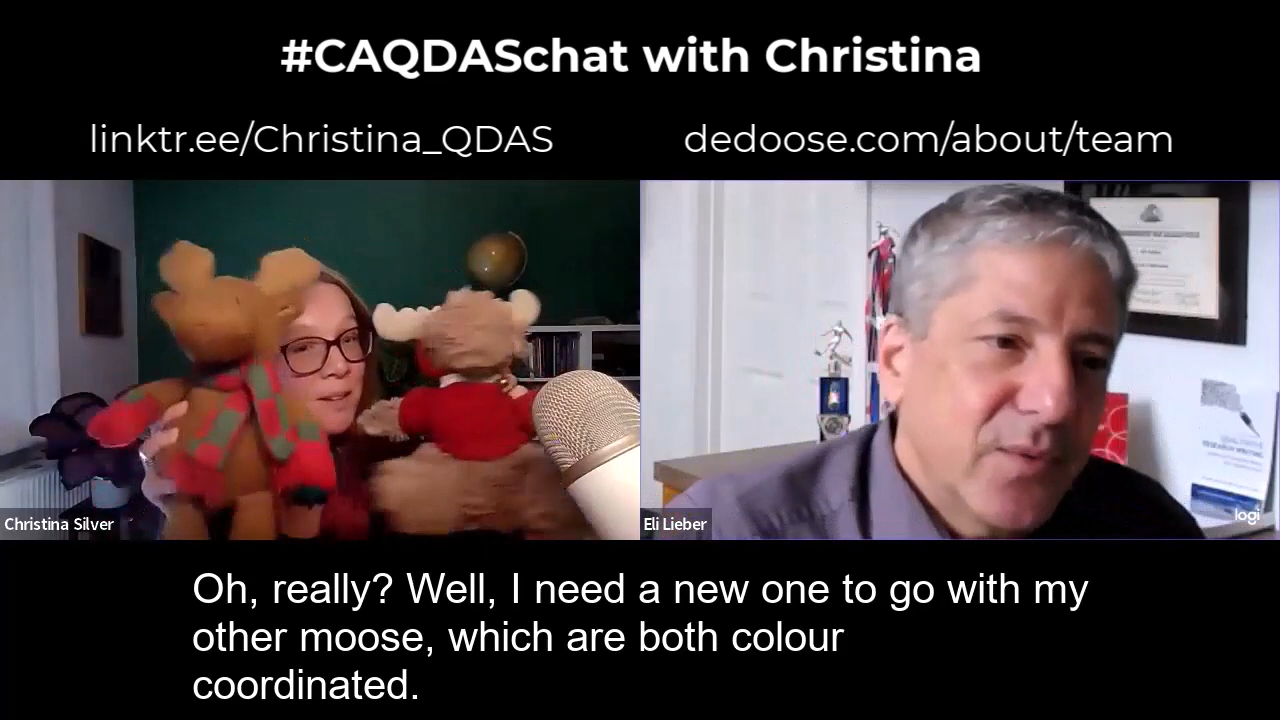 #CAQDASchat with Christina
linktr.ee/Christina_QDAS
dedoose.com/about/team
Christina Silver
Eli Lieber
logi
Oh, really? Well, I need a new one to go with my
other moose, which are both colour
coordinated.